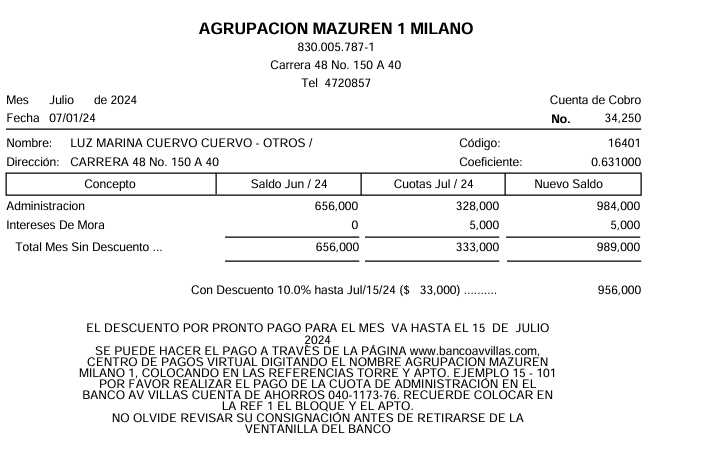 AGRUPACION MAZUREN 1 MILANO
830.005.787-1
Carrera 48 No. 150 A 40
Tel 4720857
Mes Julio de 2024 Cuenta de Cobro
Fecha 07/01/24 No. 34,250
Nombre: LUZ MARINA CUERVO CUERVO - OTROS / Código: 16401
Dirección: CARRERA 48 No. 150 A 40 Coeficiente: 0.631000
Concepto Saldo Jun / 24 Cuotas Jul / 24 Nuevo Saldo
Administracion 656,000 328,000 984,000
Intereses De Mora 0 5,000 5,000
Total Mes Sin Descuento ... 656,000 333,000 989,000
Con Descuento 10.0% hasta Jul/15/24 ($ 33,000) .......... 956,000
EL DESCUENTO POR PRONTO PAGO PARA EL MES VA HASTA EL 15 DE JULIO
2024
SE PUEDE HACER EL PAGO A TRAVÈS DE LA PÁGINA www.bancoavvillas.com,
CENTRO DE PAGOS VIRTUAL DIGITANDO EL NOMBRE AGRUPACION MAZUREN
MILANO 1, COLOCANDO EN LAS REFERENCIAS TORRE Y APTO. EJEMPLO 15 - 101
POR FAVOR REALIZAR EL PAGO DE LA CUOTA DE ADMINISTRACIÓN EN EL
BANCO AV VILLAS CUENTA DE AHORROS 040-1173-76. RECUERDE COLOCAR EN
LA REF 1 EL BLOQUE Y EL APTO.
NO OLVIDE REVISAR SU CONSIGNACIÓN ANTES DE RETIRARSE DE LA
VENTANILLA DEL BANCO